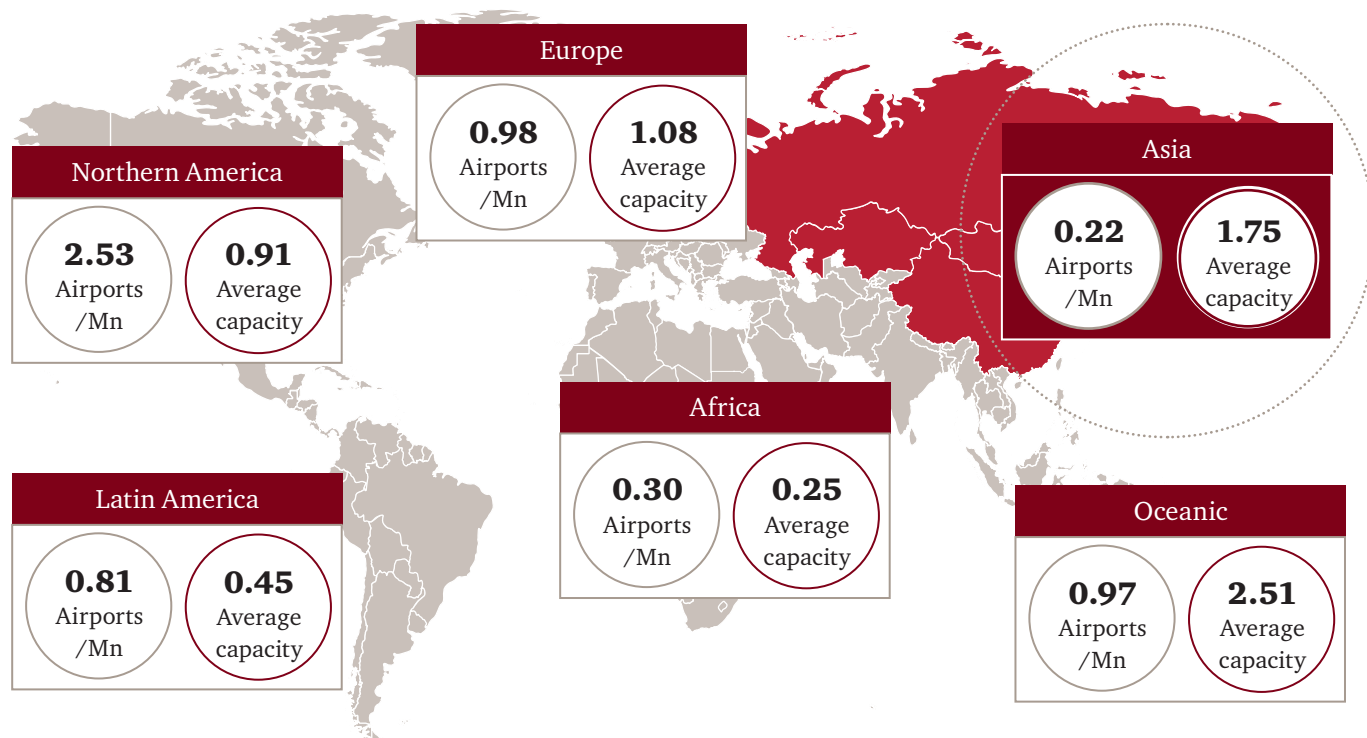 Europe
0.98
Airports
/Mn
1.08
Average
capacity
Northern America
2.53
Airports
/Mn
0.91
Average
capacity
Asia
0.22
Airports
/Mn
1.75
Average
capacity
Africa
0.30
Airports
/Mn
0.25
Average
capacity
Latin America
0.81
Airports
/Mn
0.45
Average
capacity
Oceanic
0.97
Airports
/Mn
2.51
Average
capacity